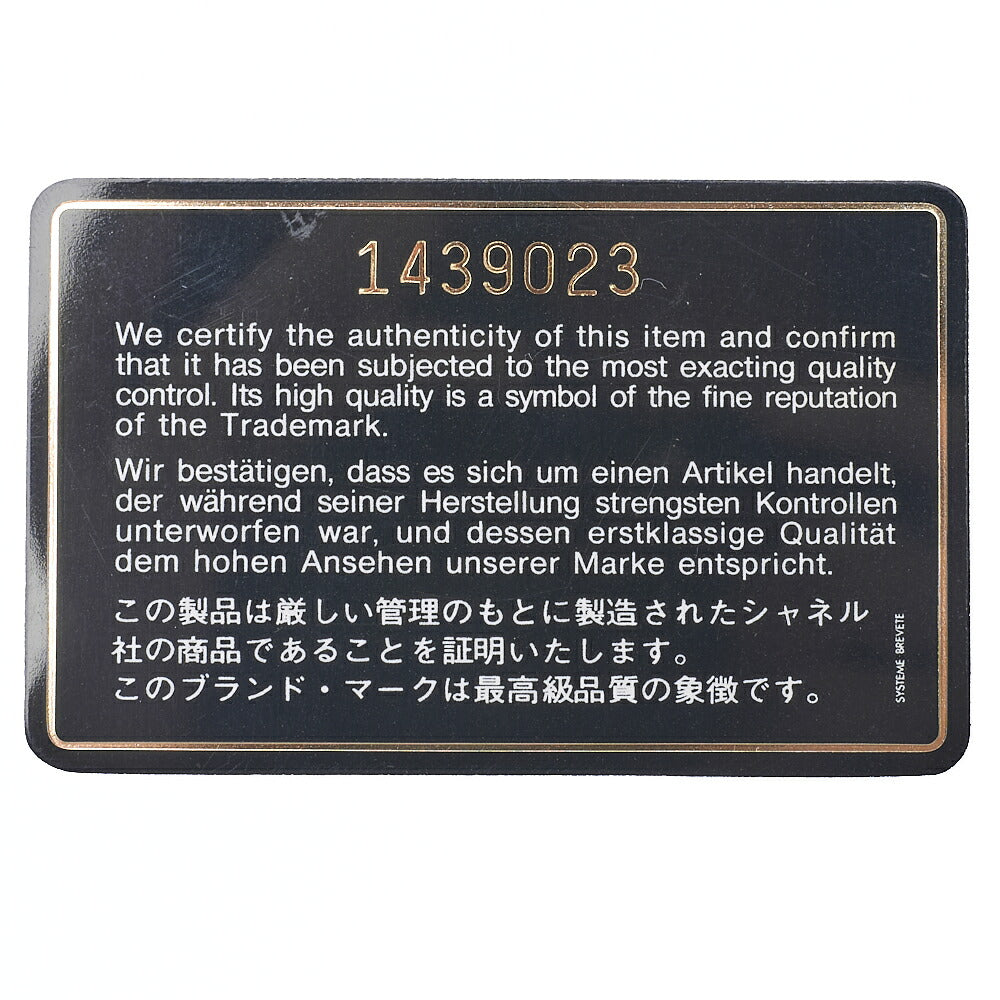 1439023
We certify the authenticity of this item and confirm
that it has been subjected to the most exacting quality
control. Its high quality is a symbol of the fine reputation
of the Trademark.
Wir bestätigen, dass es sich um einen Artikel handelt,
der während seiner Herstellung strengsten Kontrollen
unterworfen war, und dessen erstklassige Qualität
dem hohen Ansehen unserer Marke entspricht.
この製品は厳しい管理のもとに製造されたシャネル
社の商品であることを証明いたします。
このブランド・マークは最高級品質の象徴です。
SYSTEME BREVETE